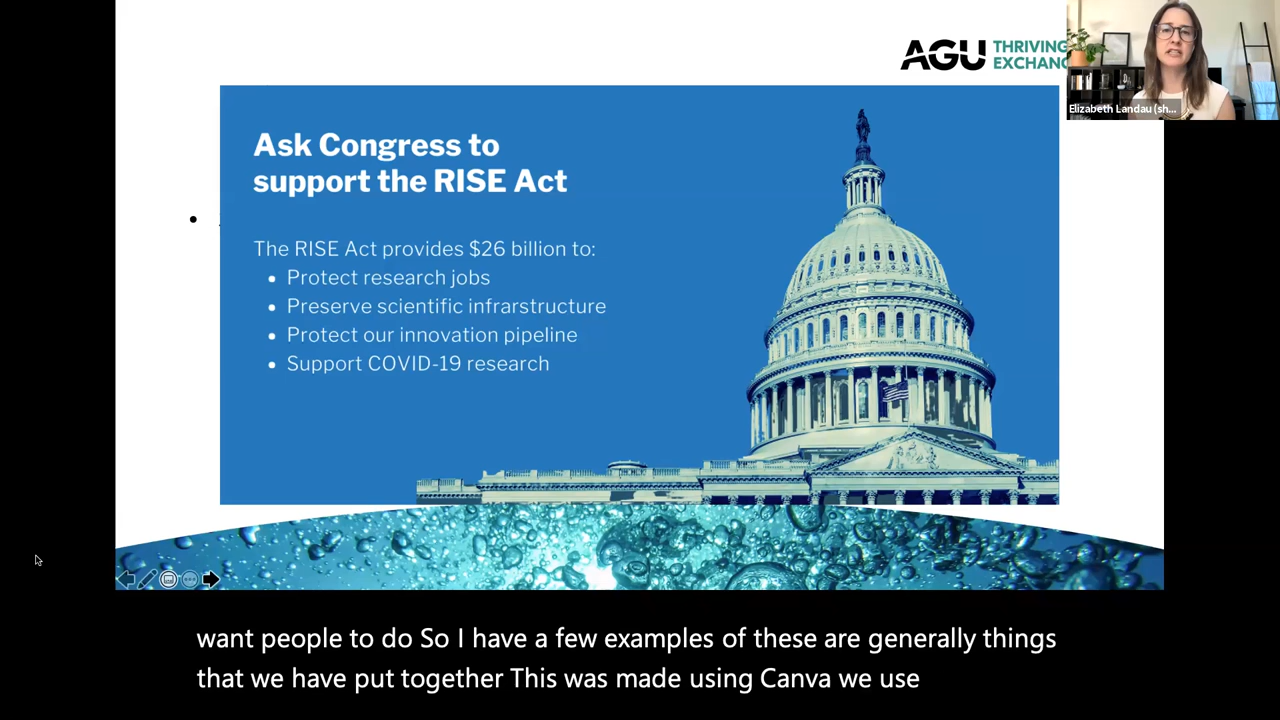 AGU THRIVING
EXCHANG
Elizabeth Landau (sh...
Ask Congress to
support the RISE Act
The RISE Act provides $26 billion to:
• Protect research jobs
• Preserve scientific infrarstructure
• Protect our innovation pipeline
• Support COVID-19 research
want people to do So I have a few examples of these are generally things
that we have put together This was made using Canva we use